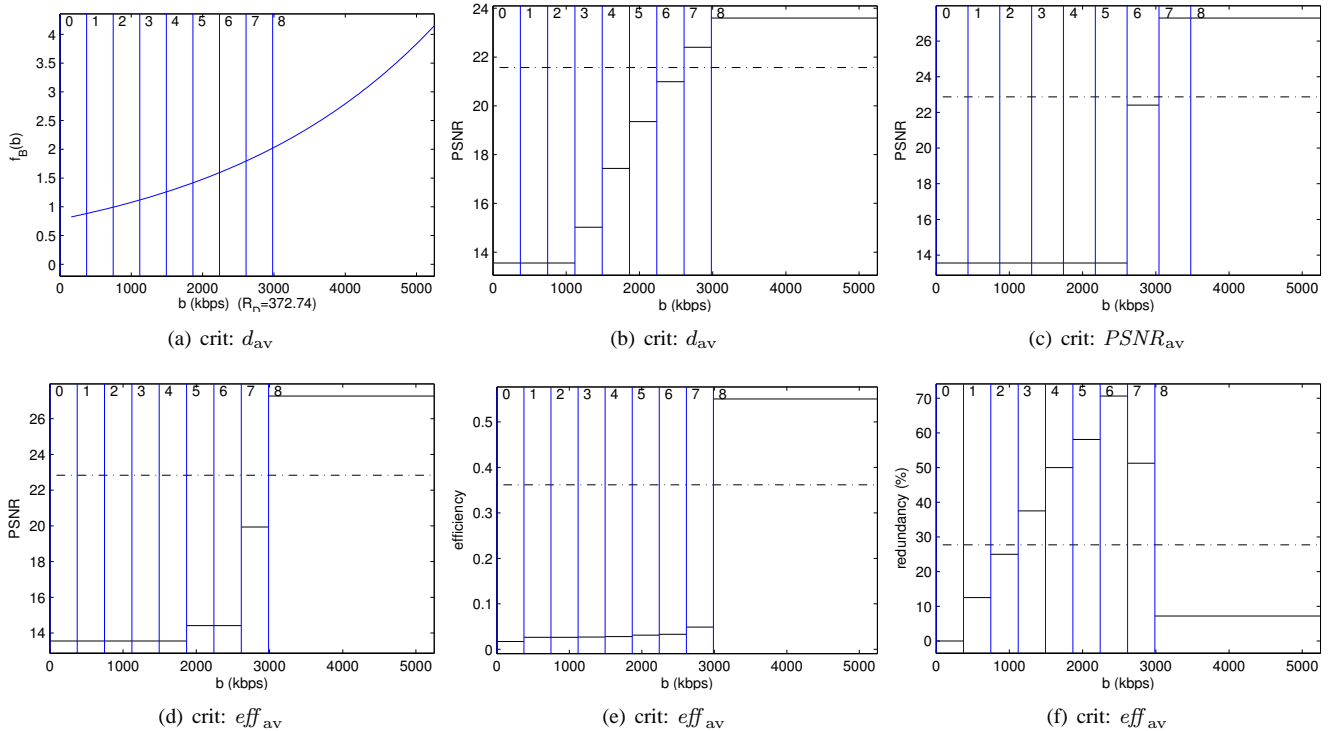 0 1 2 3 4 5 6 7 8
4
3.5
3
2.5
2
1.5
1
0.5
0
f_B(b)
0 1000 2000 3000 4000 5000
b (kbps) (R_D=372.74)
(a) crit: d_av
0 1 2 3 4 5 6 7 8
24
22
20
18
16
14
PSNR
0 1000 2000 3000 4000 5000
b (kbps)
(b) crit: d_av
0 1 2 3 4 5 6 7 8
28
26
24
22
20
18
16
14
PSNR
0 1000 2000 3000 4000 5000
b (kbps)
(c) crit: PSNR_av
0 1 2 3 4 5 6 7 8
26
24
22
20
18
16
14
PSNR
0 1000 2000 3000 4000 5000
b (kbps)
(d) crit: eff_av
0 1 2 3 4 5 6 7 8
0.5
0.4
0.3
0.2
0.1
0
efficiency
0 1000 2000 3000 4000 5000
b (kbps)
(e) crit: eff_av
0 1 2 3 4 5 6 7 8
70
60
50
40
30
20
10
0
redundancy (%)
0 1000 2000 3000 4000 5000
b (kbps)
(f) crit: eff_av